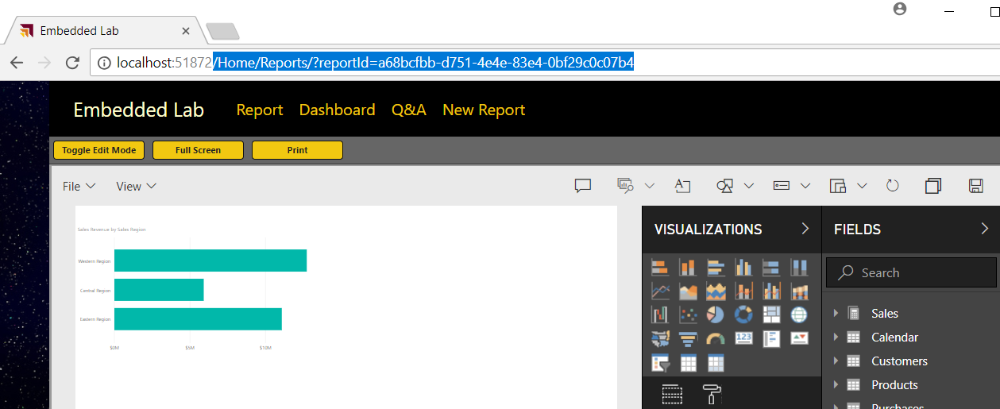 Embedded Lab
localhost:51872/Home/Reports/?reportId=a68bcfbb-d751-4e4e-83e4-0bf29c0c07b4
Embedded Lab Report Dashboard Q&A New Report
Toggle Edit Mode Full Screen Print
File View
Sales Revenue by Sales Region
Western Region
Central Region
Eastern Region
$0M $5M $10M
VISUALIZATIONS
123
FIELDS
Search
Sales
Calendar
Customers
Products
Purchases